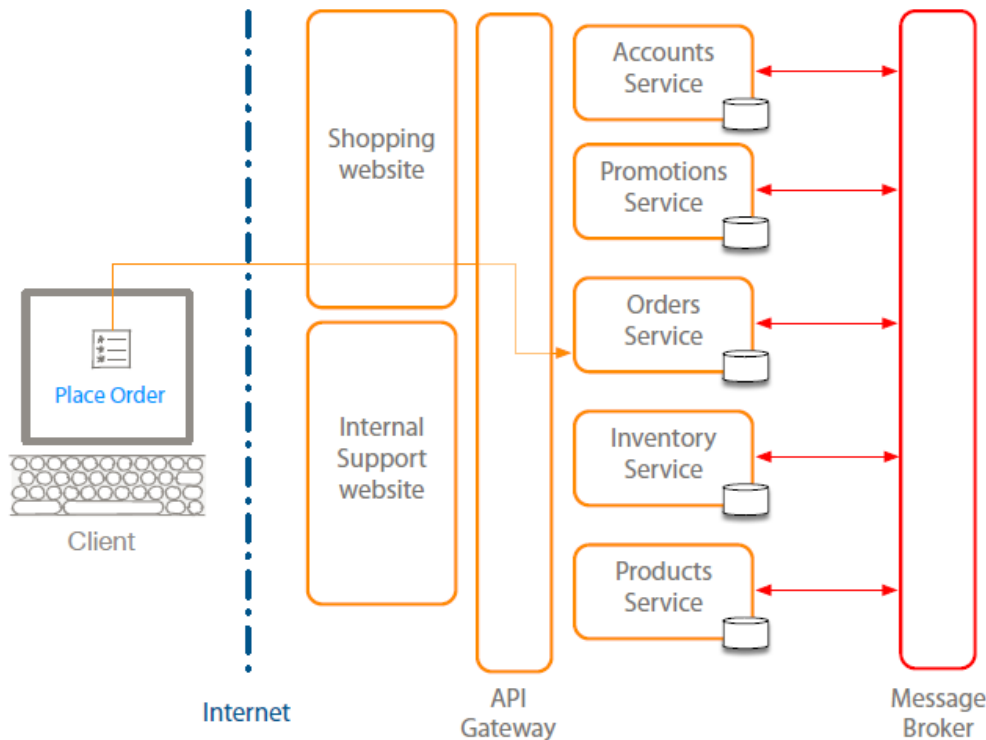 Shopping
website
Internal
Support
website
Accounts
Service
Promotions
Service
Orders
Service
Inventory
Service
Products
Service
Place Order
Client
Internet
API
Gateway
Message
Broker